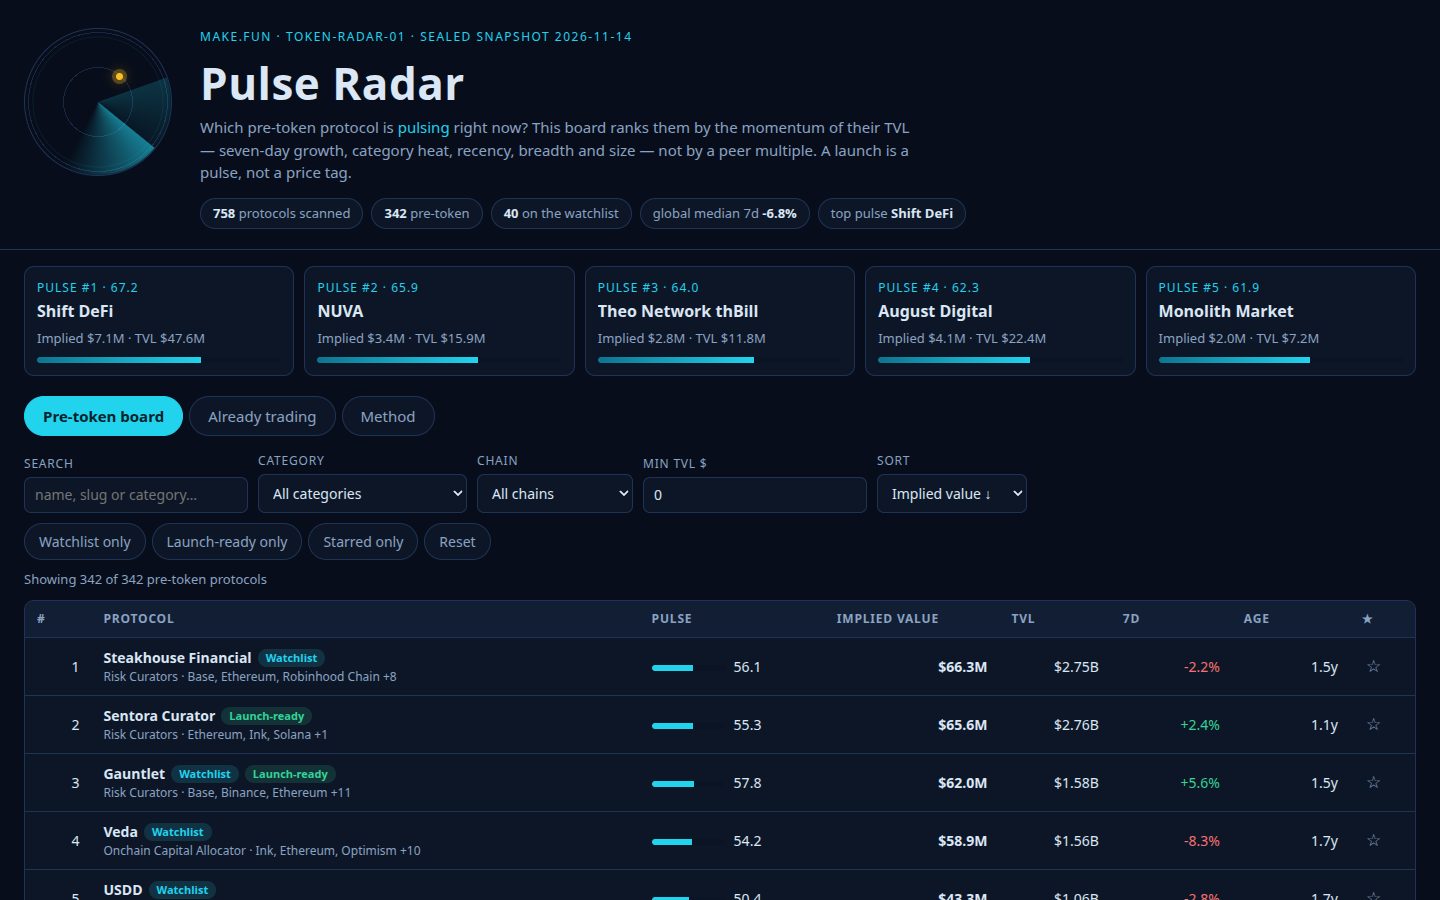 MAKE.FUN · TOKEN-RADAR-01 · SEALED SNAPSHOT 2026-11-14
Pulse Radar
Which pre-token protocol is pulsing right now? This board ranks them by the momentum of their TVL
— seven-day growth, category heat, recency, breadth and size — not by a peer multiple. A launch is a
pulse, not a price tag.
758 protocols scanned 342 pre-token 40 on the watchlist global median 7d -6.8% top pulse Shift DeFi
PULSE #1 · 67.2
Shift DeFi
Implied $7.1M · TVL $47.6M
PULSE #2 · 65.9
NUVA
Implied $3.4M · TVL $15.9M
PULSE #3 · 64.0
Theo Network thBill
Implied $2.8M · TVL $11.8M
PULSE #4 · 62.3
August Digital
Implied $4.1M · TVL $22.4M
PULSE #5 · 61.9
Monolith Market
Implied $2.0M · TVL $7.2M
Pre-token board Already trading Method
SEARCH CATEGORY CHAIN MIN TVL $ SORT
name, slug or category... All categories All chains 0 Implied value ↓
Watchlist only Launch-ready only Starred only Reset
Showing 342 of 342 pre-token protocols
# PROTOCOL PULSE IMPLIED VALUE TVL 7D AGE ★
1 Steakhouse Financial Watchlist 56.1 $66.3M $2.75B -2.2% 1.5y ☆
Risk Curators · Base, Ethereum, Robinhood Chain +8
2 Sentora Curator Launch-ready 55.3 $65.6M $2.76B +2.4% 1.1y ☆
Risk Curators · Ethereum, Ink, Solana +1
3 Gauntlet Watchlist Launch-ready 57.8 $62.0M $1.58B +5.6% 1.5y ☆
Risk Curators · Base, Binance, Ethereum +11
4 Veda Watchlist 54.2 $58.9M $1.56B -8.3% 1.7y ☆
Onchain Capital Allocator · Ink, Ethereum, Optimism +10
5 USDD Watchlist 50.4 $43.3M $1.06B -2.8% 1.7y ☆